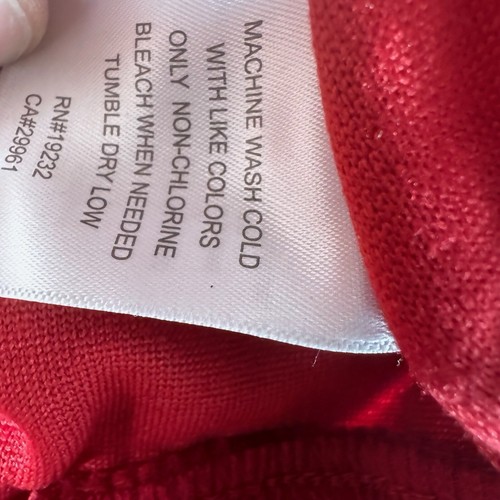 MACHINE WASH COLD
WITH LIKE COLORS
ONLY NON-CHLORINE
BLEACH WHEN NEEDED
TUMBLE DRY LOW
RN#19232
CA#29961